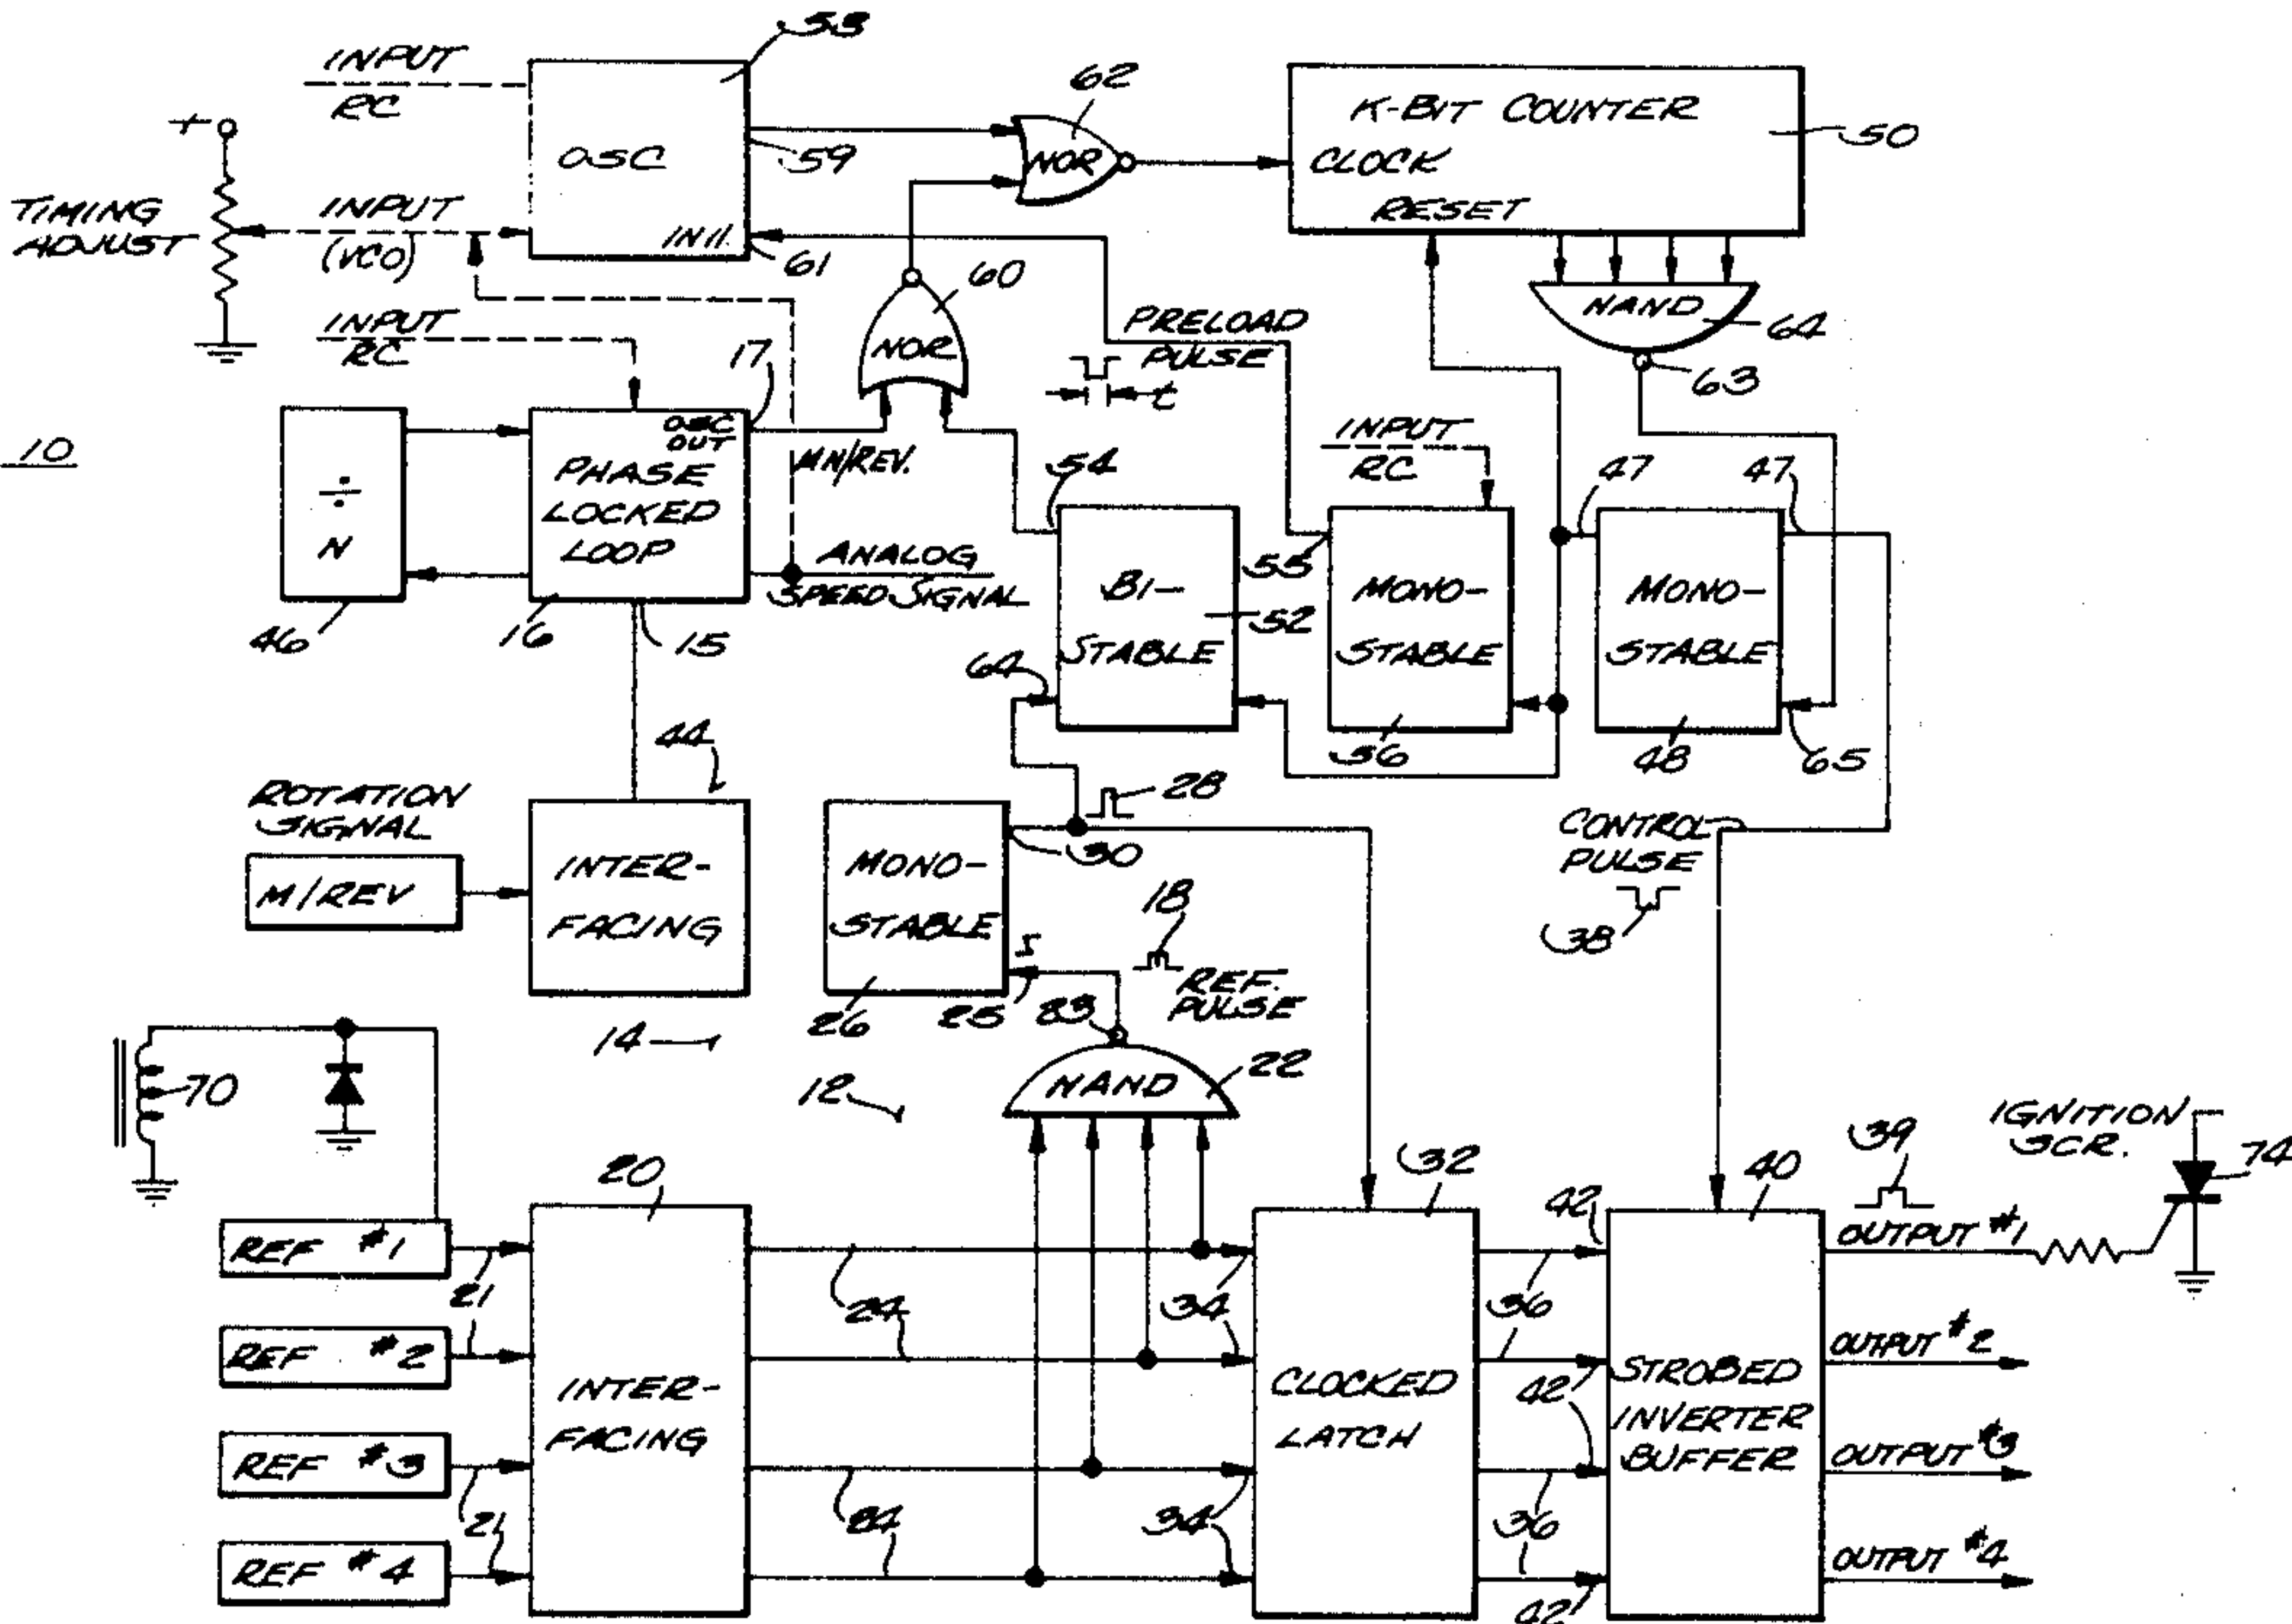 53
INPUT
RC
OSC
59
62
NOR
K-BIT COUNTER
CLOCK
RESET
50
+
TIMING
ADJUST
INPUT
(VCO)
INH.
61
60
NOR
PRELOAD
PULSE
t
NAND
64
63
INPUT
RC
17
10
÷
N
46
OSC
OUT
PHASE
LOCKED
LOOP
MN/REV.
16
15
ANALOG
SPEED SIGNAL
54
BI-
STABLE
52
64
INPUT
RC
55
MONO-
STABLE
56
47
47
MONO-
STABLE
48
65
44
ROTATION
SIGNAL
M/REV
INTER-
FACING
14
28
30
MONO-
STABLE
26
18
REF.
PULSE
25
23
CONTROL
PULSE
38
70
12
NAND
22
IGNITION
SCR.
74
39
20
32
40
REF #1
21
REF #2
REF #3
21
REF #4
INTER-
FACING
24
24
34
34
CLOCKED
LATCH
36
36
42
42
42
STROBED
INVERTER
BUFFER
OUTPUT #1
OUTPUT #2
OUTPUT #3
OUTPUT #4